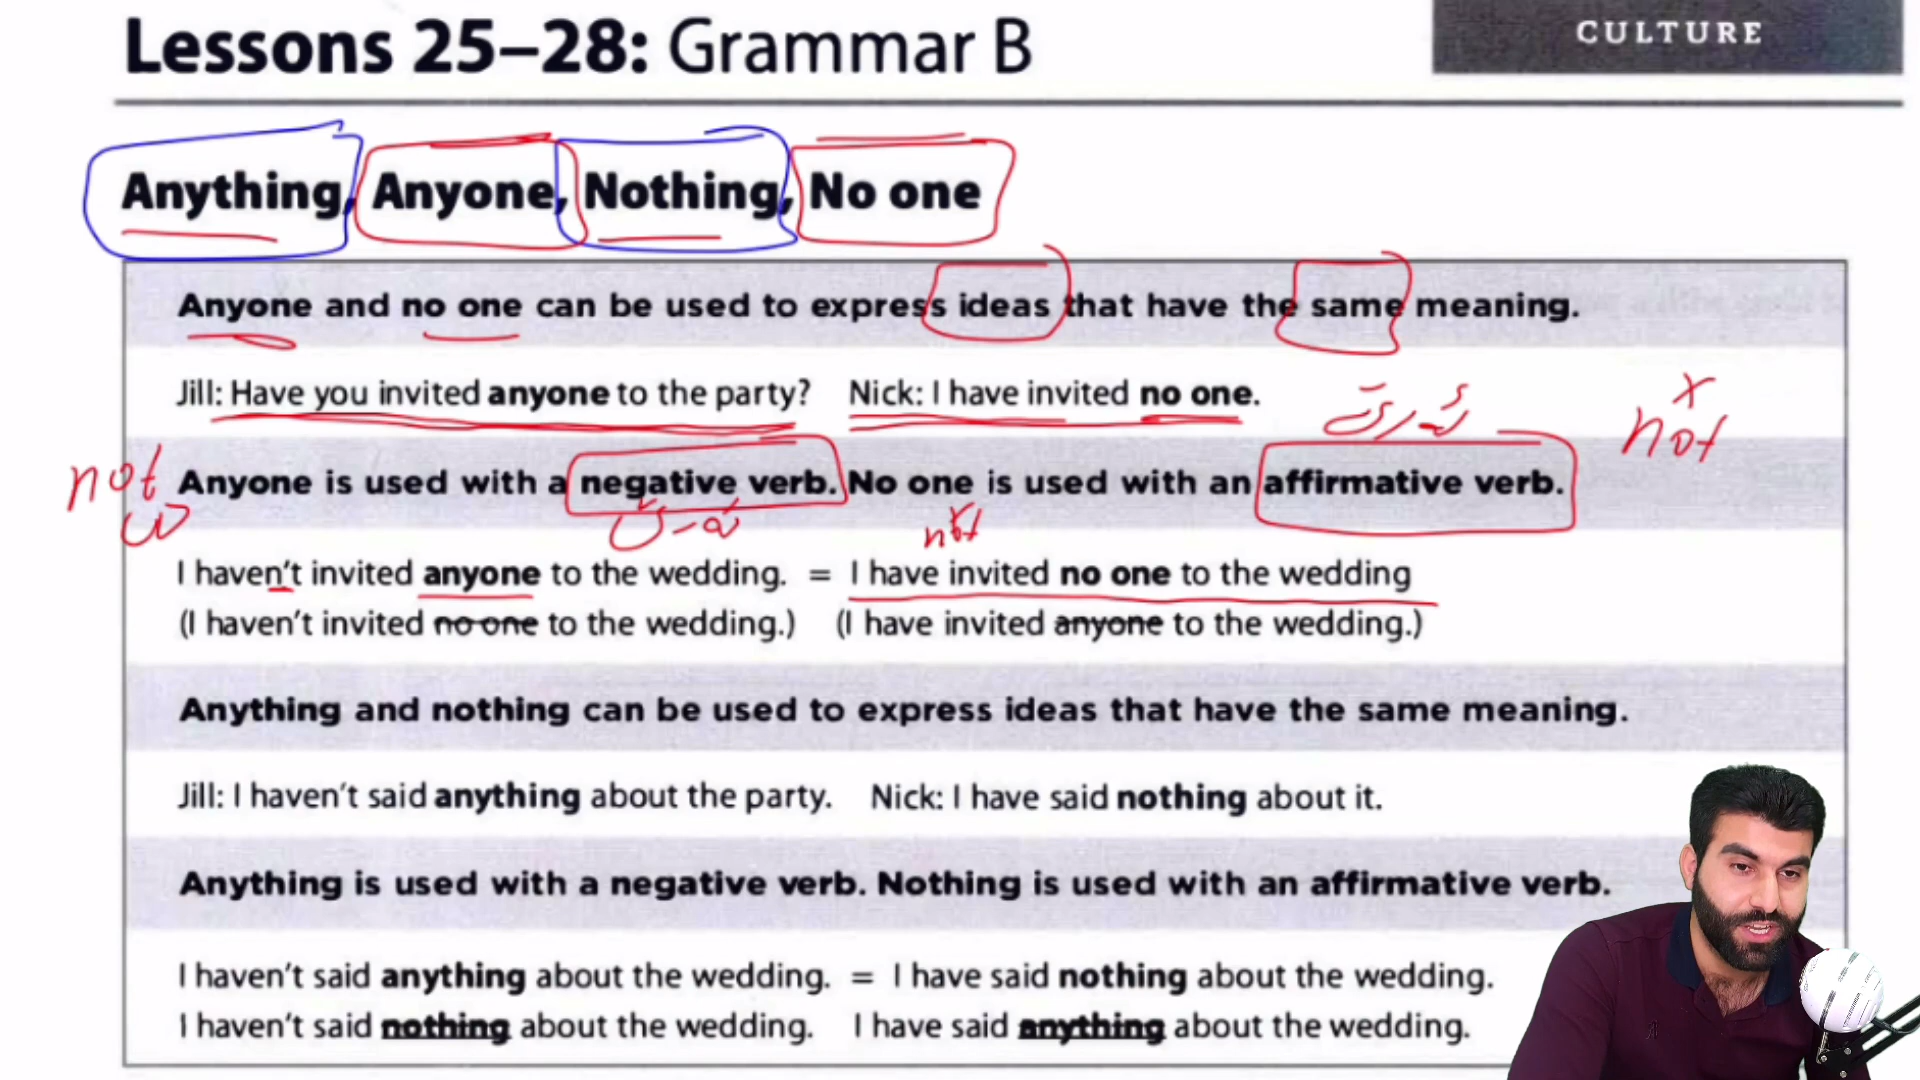 Lessons 25–28: Grammar B
CULTURE
Anything, Anyone, Nothing, No one
Anyone and no one can be used to express ideas that have the same meaning.
Jill: Have you invited anyone to the party? Nick: I have invited no one.
not
not
Anyone is used with a negative verb. No one is used with an affirmative verb.
not
I haven't invited anyone to the wedding. = I have invited no one to the wedding
(I haven't invited no one to the wedding.) (I have invited anyone to the wedding.)
Anything and nothing can be used to express ideas that have the same meaning.
Jill: I haven't said anything about the party. Nick: I have said nothing about it.
Anything is used with a negative verb. Nothing is used with an affirmative verb.
I haven't said anything about the wedding. = I have said nothing about the wedding.
I haven't said nothing about the wedding. I have said anything about the wedding.